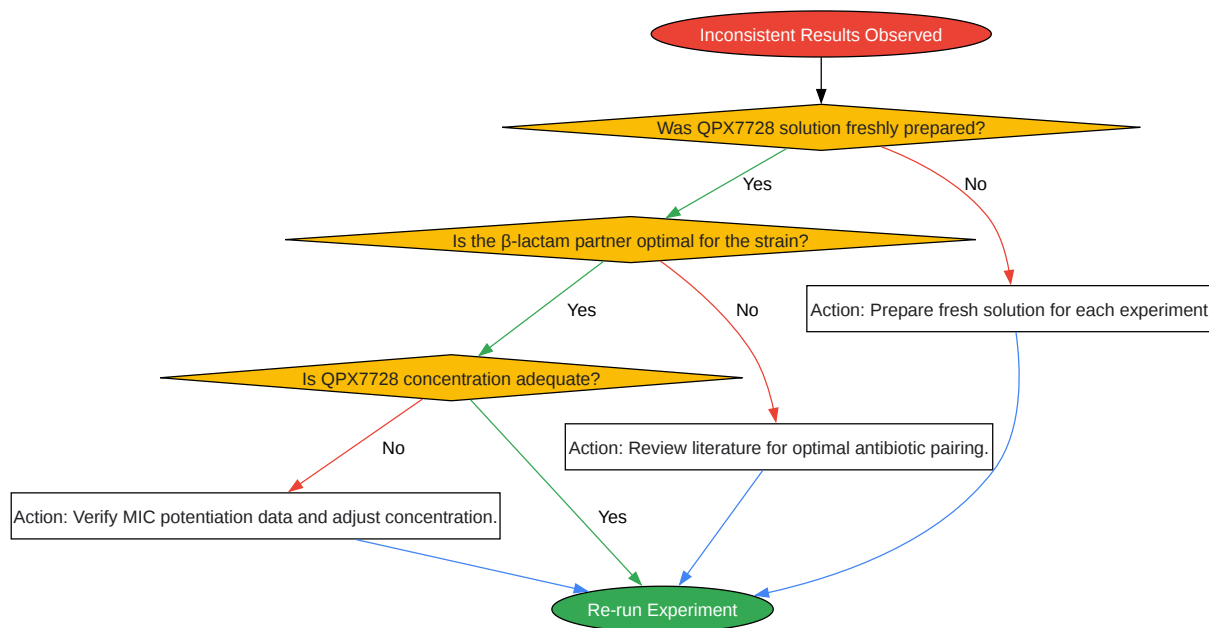 Inconsistent Results Observed
Was QPX7728 solution freshly prepared?
Yes
No
Is the β-lactam partner optimal for the strain?
Yes
No
Action: Prepare fresh solution for each experiment
Is QPX7728 concentration adequate?
No
Yes
Action: Review literature for optimal antibiotic pairing.
Action: Verify MIC potentiation data and adjust concentration.
Re-run Experiment